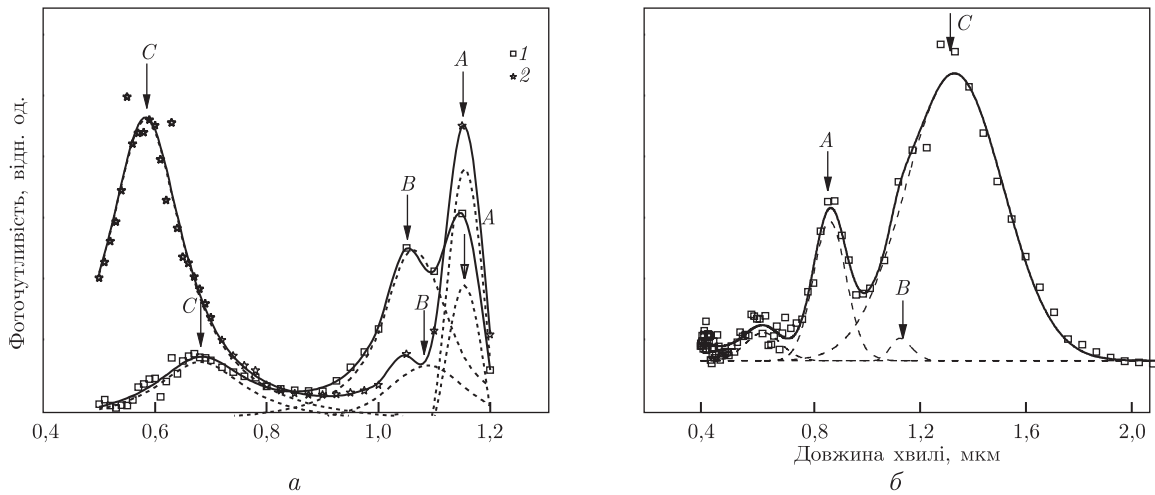 C
C
A
1
2
A
B
A
B
A
C
B
B
Фоточутливість, відн. од.
0,4 0,6 0,8 1,0 1,2
0,4 0,8 1,2 1,6 2,0
Довжина хвилі, мкм
а
б